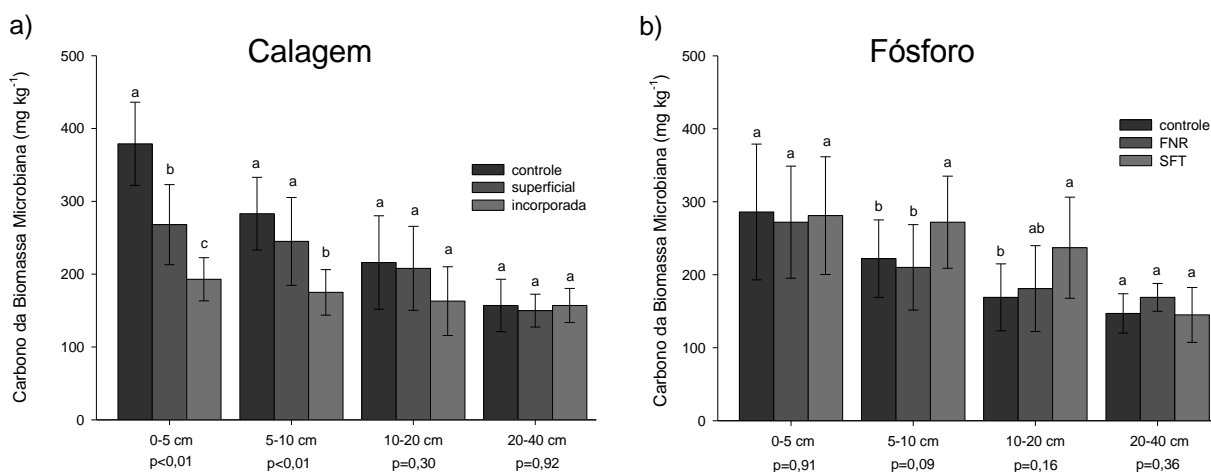 a)
Calagem
Carbono da Biomassa Microbiana (mg kg-1)
500
400
300
200
100
0
a
b
c
a
a
b
a
a
a
a
a
a
controle
superficial
incorporada
0-5 cm
5-10 cm
10-20 cm
20-40 cm
p<0,01
p<0,01
p=0,30
p=0,92
b)
Fósforo
Carbono da Biomassa Microbiana (mg kg-1)
500
400
300
200
100
0
a
a
a
b
b
a
b
ab
a
a
a
a
controle
FNR
SFT
0-5 cm
5-10 cm
10-20 cm
20-40 cm
p=0,91
p=0,09
p=0,16
p=0,36